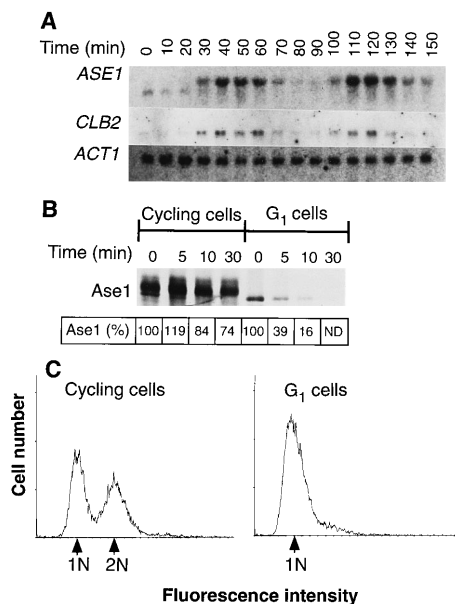 A
Time (min) 0 10 20 30 40 50 60 70 80 90 100 110 120 130 140 150
ASE1
CLB2
ACT1
B
Cycling cells G1 cells
Time (min) 0 5 10 30 0 5 10 30
Ase1
Ase1 (%) 100 119 84 74 100 39 16 ND
C
Cycling cells G1 cells
Cell number
1N 2N 1N
Fluorescence intensity